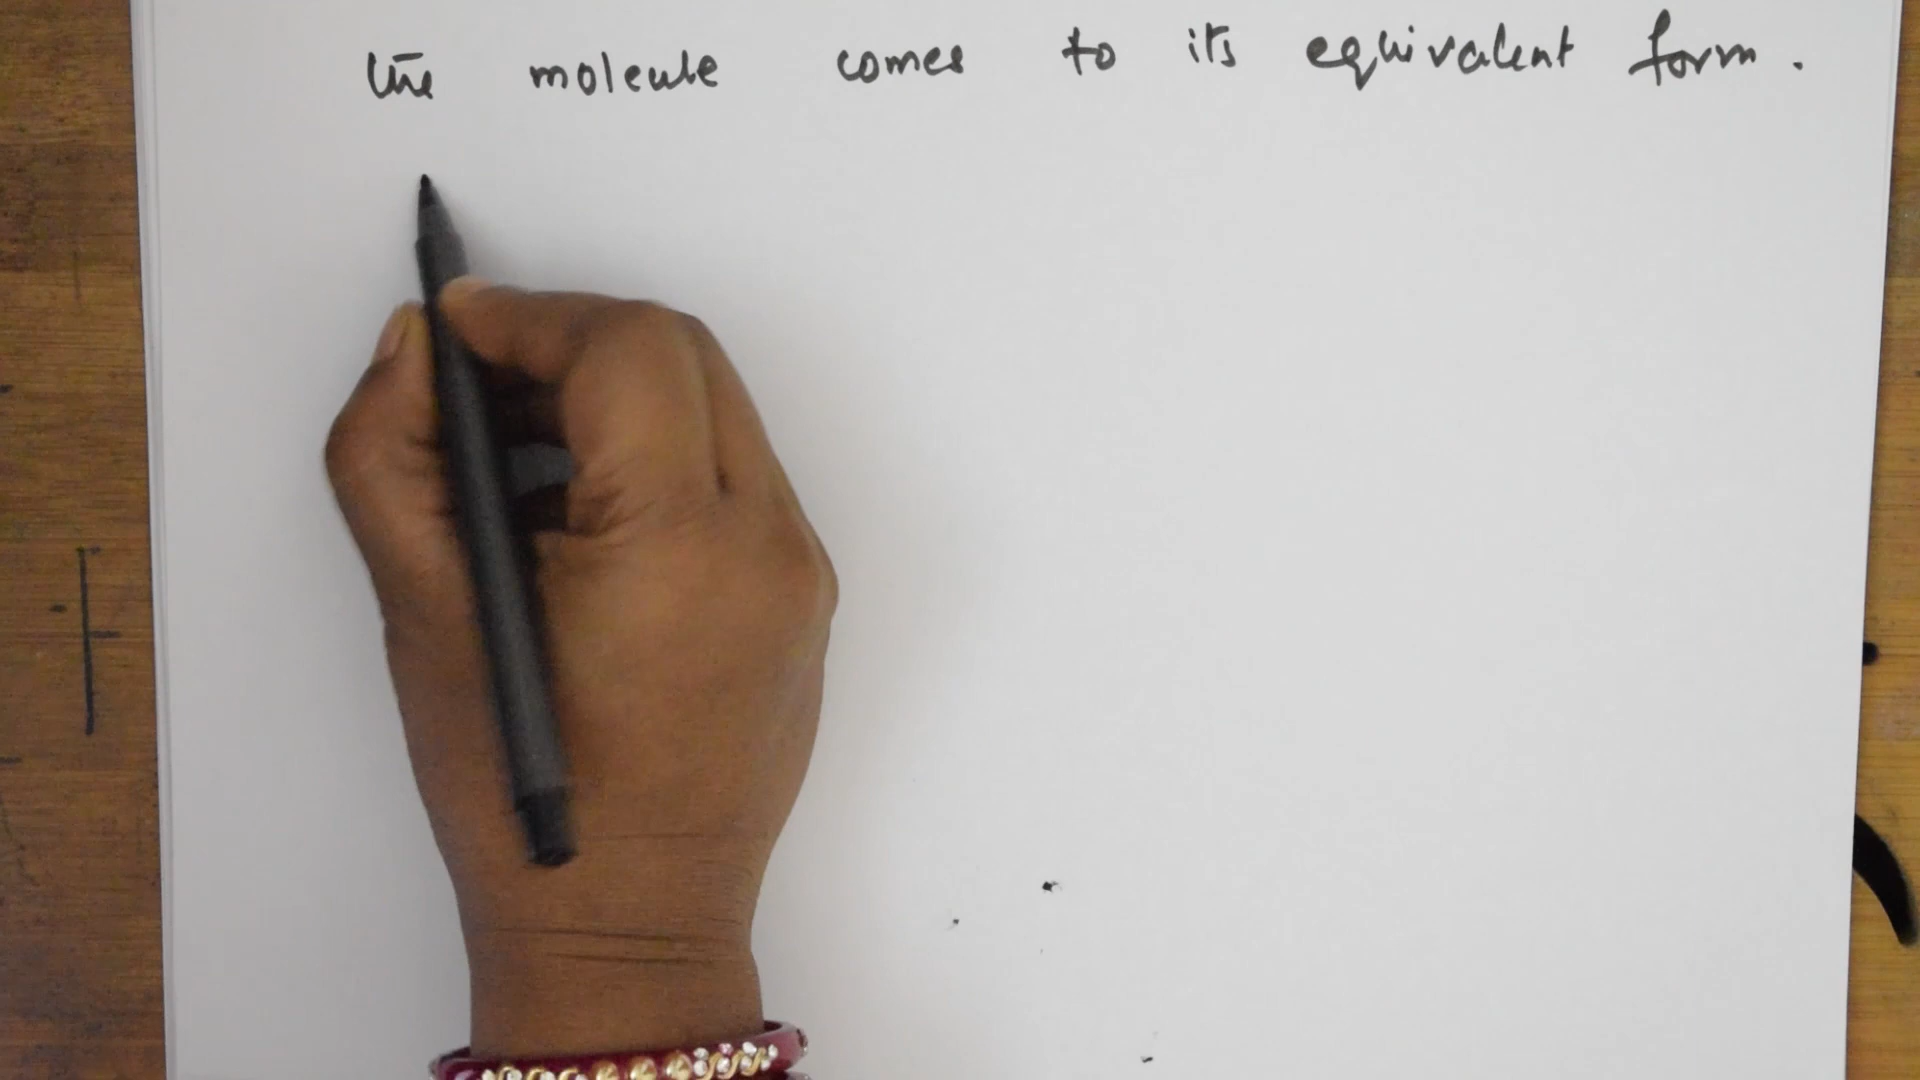 the molecule comes to its equivalent form.